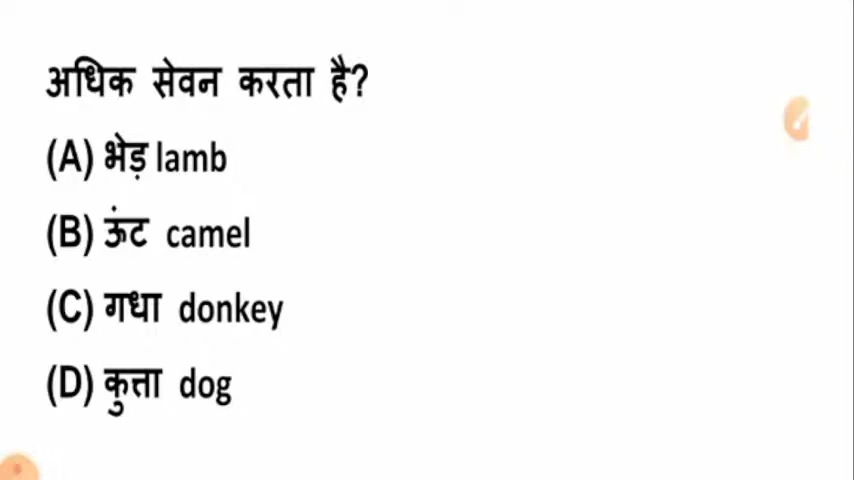 अधिक सेवन करता है?
(A) भेड़ lamb
(B) ऊंट camel
(C) गधा donkey
(D) कुत्ता dog